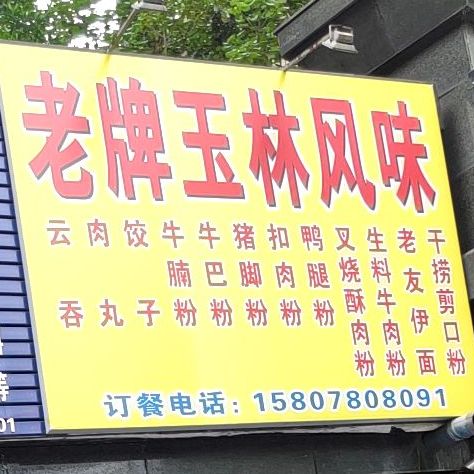 老牌玉林风味
云吞
肉丸
饺子
牛腩粉
牛巴粉
猪脚粉
扣肉粉
鸭腿粉
叉烧酥肉粉
生料牛肉粉
老友伊面
干捞剪口粉
订餐电话：15807808091
等
01